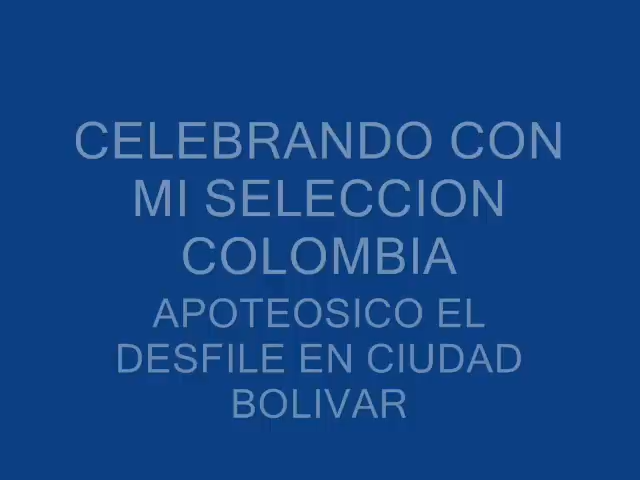 CELEBRANDO CON
MI SELECCION
COLOMBIA
APOTEOSICO EL
DESFILE EN CIUDAD
BOLIVAR